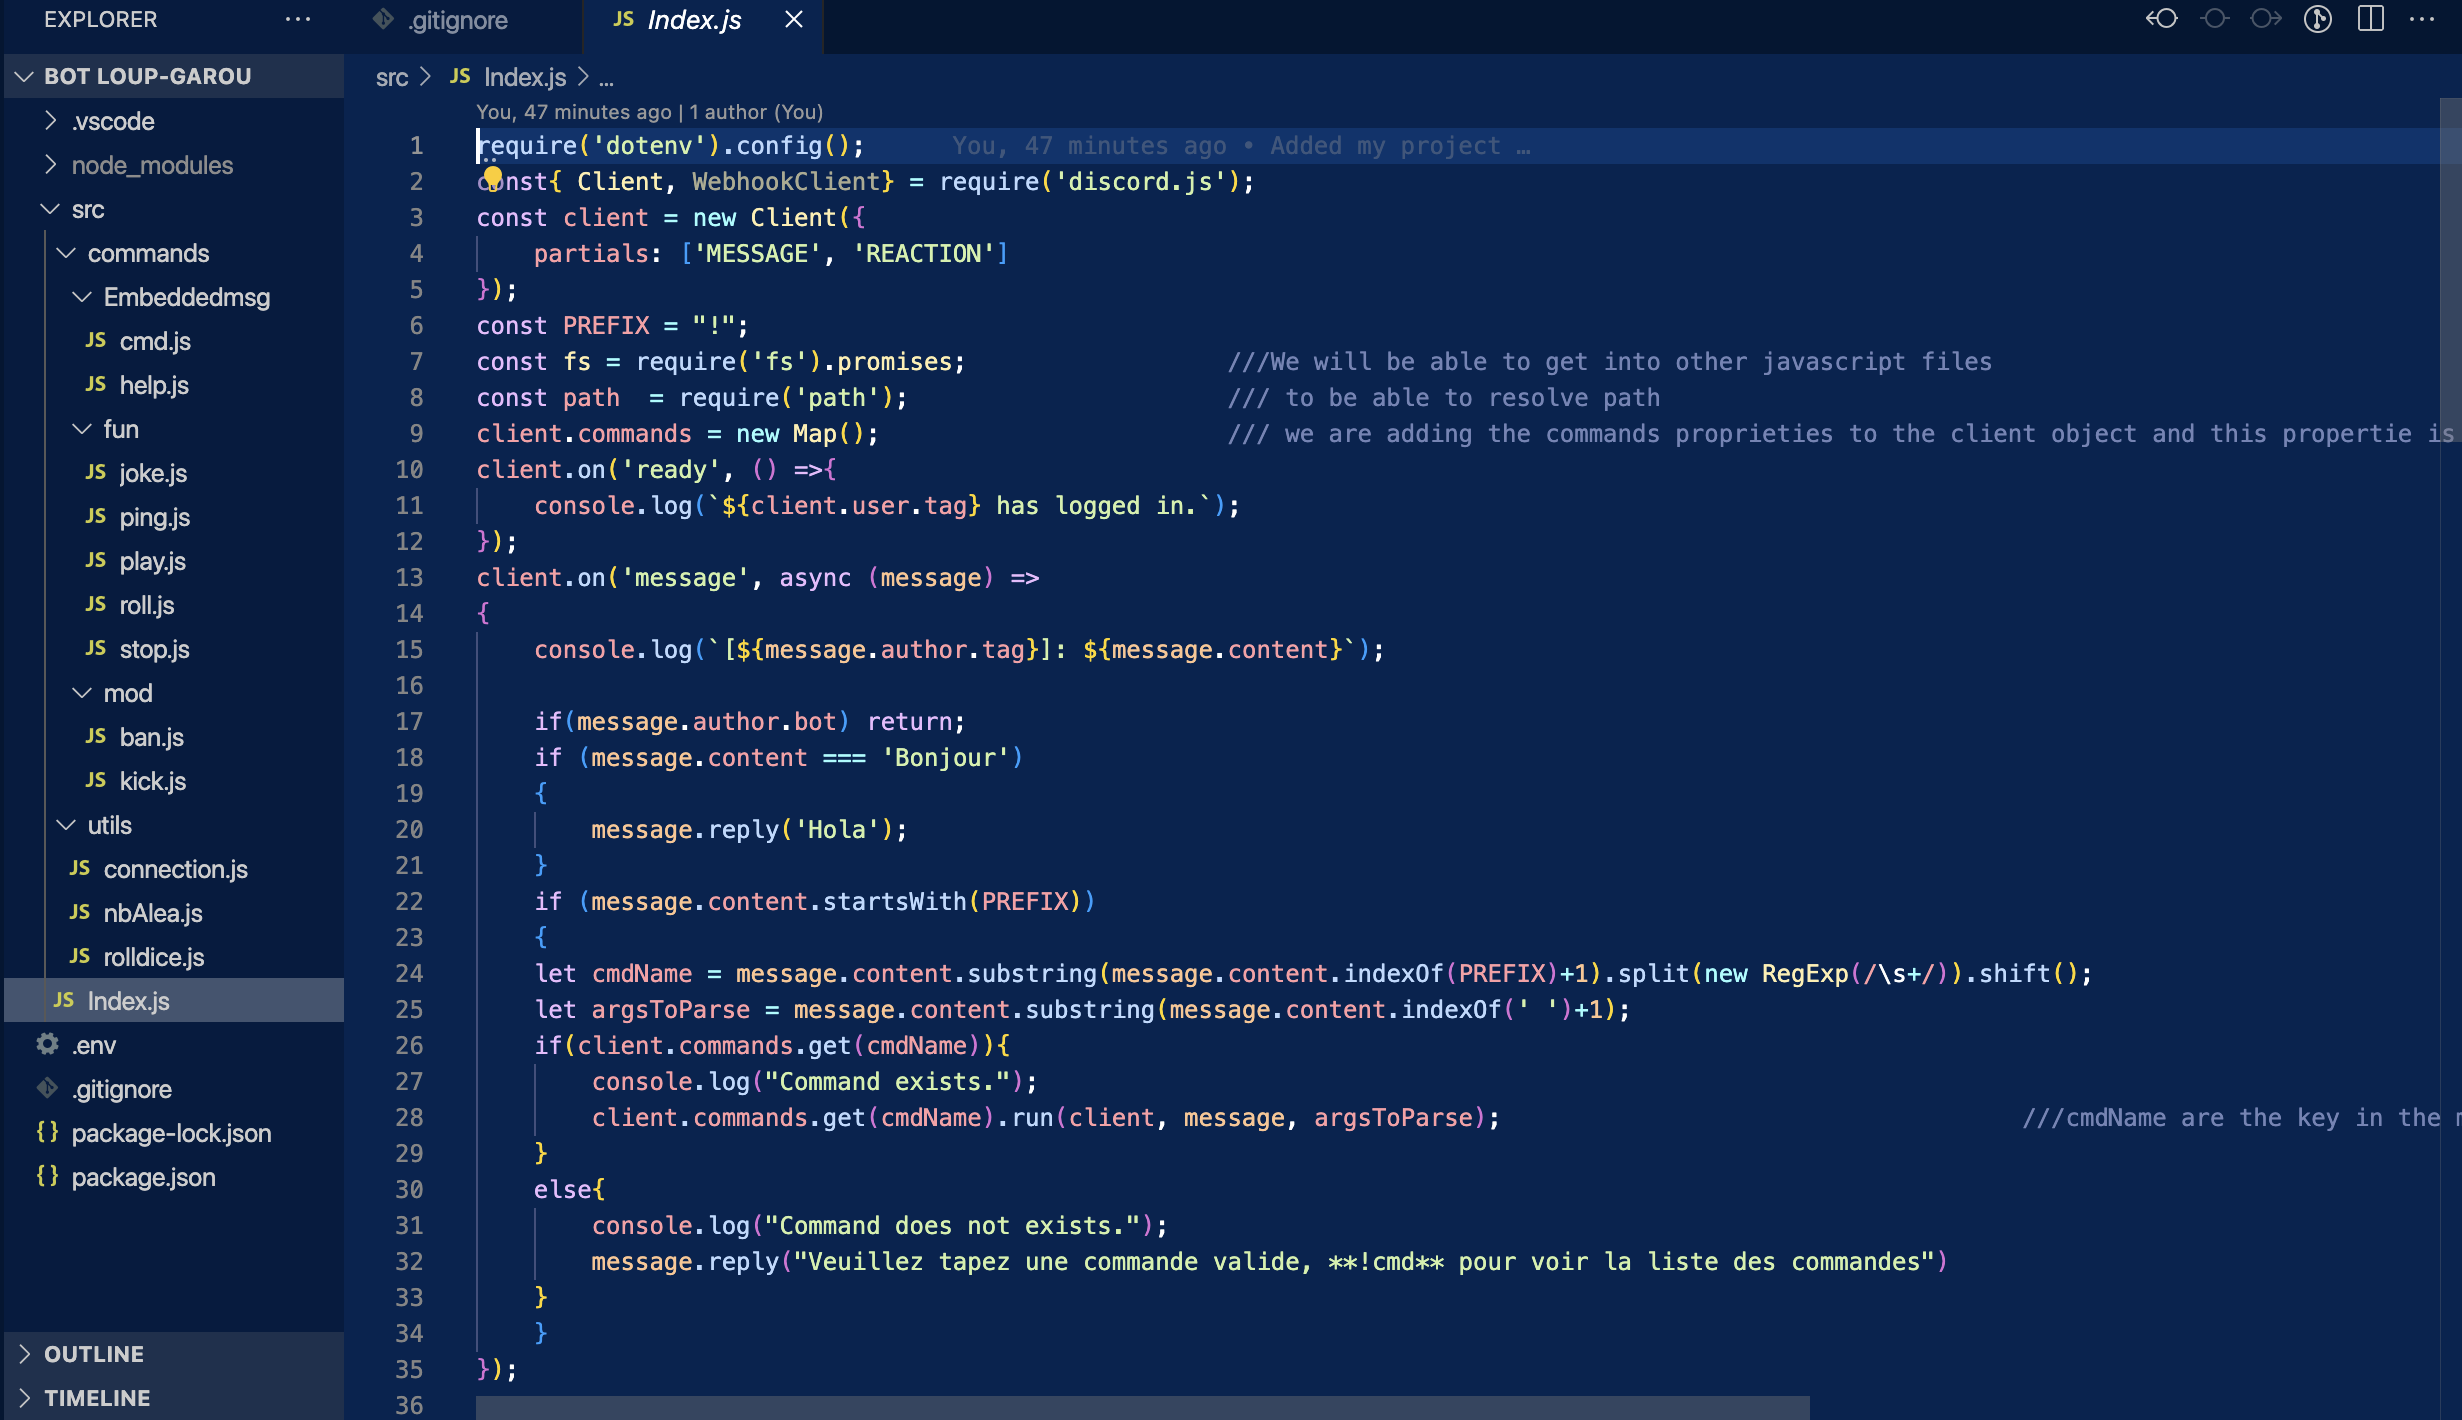 EXPLORER
.gitignore
JS Index.js
BOT LOUP-GAROU
.vscode
node_modules
src
commands
Embeddedmsg
JS cmd.js
JS help.js
fun
JS joke.js
JS ping.js
JS play.js
JS roll.js
JS stop.js
mod
JS ban.js
JS kick.js
utils
JS connection.js
JS nbAlea.js
JS rolldice.js
JS Index.js
.env
.gitignore
{} package-lock.json
{} package.json
OUTLINE
TIMELINE
src > JS Index.js > ...
You, 47 minutes ago | 1 author (You)
1 require('dotenv').config(); You, 47 minutes ago • Added my project …
2 const{ Client, WebhookClient} = require('discord.js');
3 const client = new Client({
4 partials: ['MESSAGE', 'REACTION']
5 });
6 const PREFIX = "!";
7 const fs = require('fs').promises; ///We will be able to get into other javascript files
8 const path  = require('path'); /// to be able to resolve path
9 client.commands = new Map(); /// we are adding the commands proprieties to the client object and this propertie is
10 client.on('ready', () =>{
11 console.log(`${client.user.tag} has logged in.`);
12 });
13 client.on('message', async (message) =>
14 {
15 console.log(`[${message.author.tag}]: ${message.content}`);
16
17 if(message.author.bot) return;
18 if (message.content === 'Bonjour')
19 {
20 message.reply('Hola');
21 }
22 if (message.content.startsWith(PREFIX))
23 {
24 let cmdName = message.content.substring(message.content.indexOf(PREFIX)+1).split(new RegExp(/\s+/)).shift();
25 let argsToParse = message.content.substring(message.content.indexOf(' ')+1);
26 if(client.commands.get(cmdName)){
27 console.log("Command exists.");
28 client.commands.get(cmdName).run(client, message, argsToParse); ///cmdName are the key in the
29 }
30 else{
31 console.log("Command does not exists.");
32 message.reply("Veuillez tapez une commande valide, **!cmd** pour voir la liste des commandes")
33 }
34 }
35 });
36